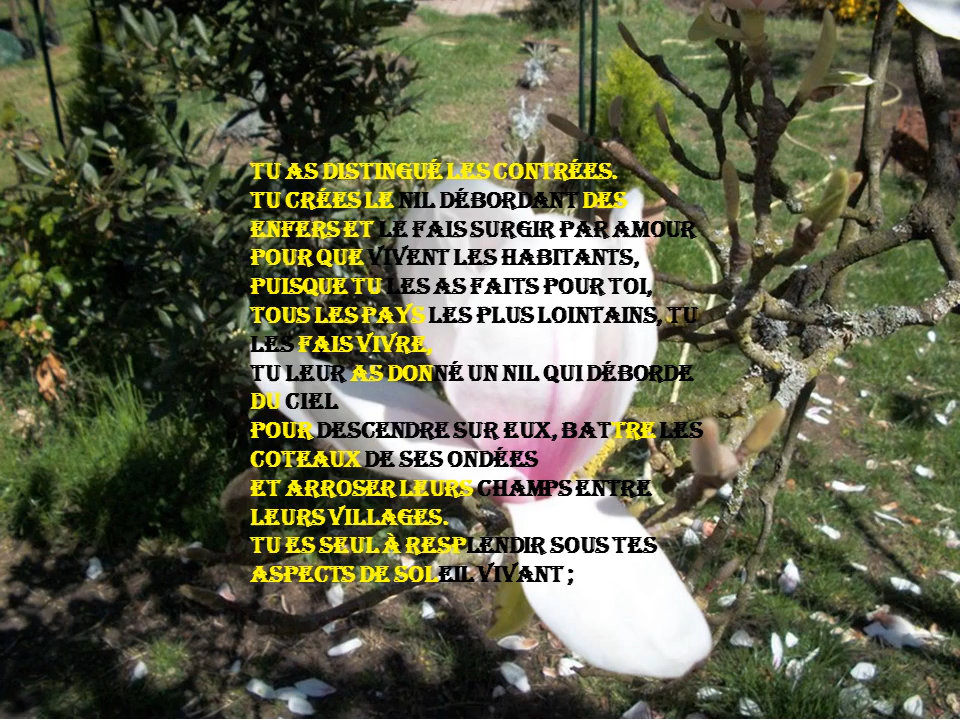 TU AS DISTINGUÉ LES CONTRÉES.
TU CRÉES LE NIL DÉBORDANT DES
ENFERS ET LE FAIS SURGIR PAR AMOUR
POUR QUE VIVENT LES HABITANTS,
PUISQUE TU LES AS FAITS POUR TOI,
TOUS LES PAYS LES PLUS LOINTAINS, TU
LES FAIS VIVRE,
TU LEUR AS DONNÉ UN NIL QUI DÉBORDE
DU CIEL
POUR DESCENDRE SUR EUX, BATTRE LES
COTEAUX DE SES ONDÉES
ET ARROSER LEURS CHAMPS ENTRE
LEURS VILLAGES.
TU ES SEUL À RESPLENDIR SOUS TES
ASPECTS DE SOLEIL VIVANT ;